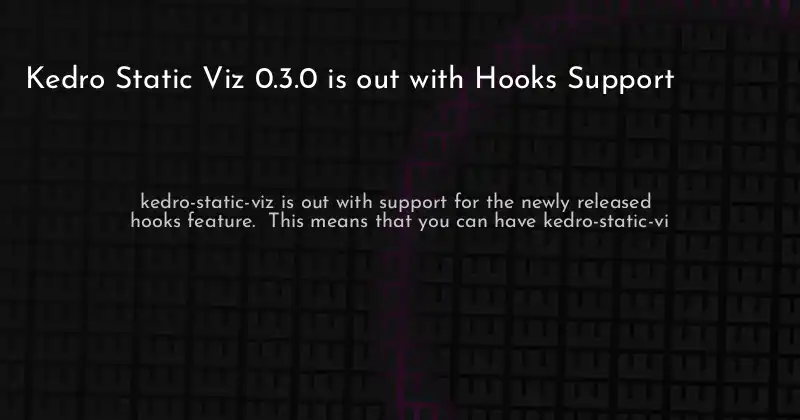 Kedro Static Viz 0.3.0 is out with Hooks Support
kedro-static-viz is out with support for the newly released
hooks feature.  This means that you can have kedro-static-vi